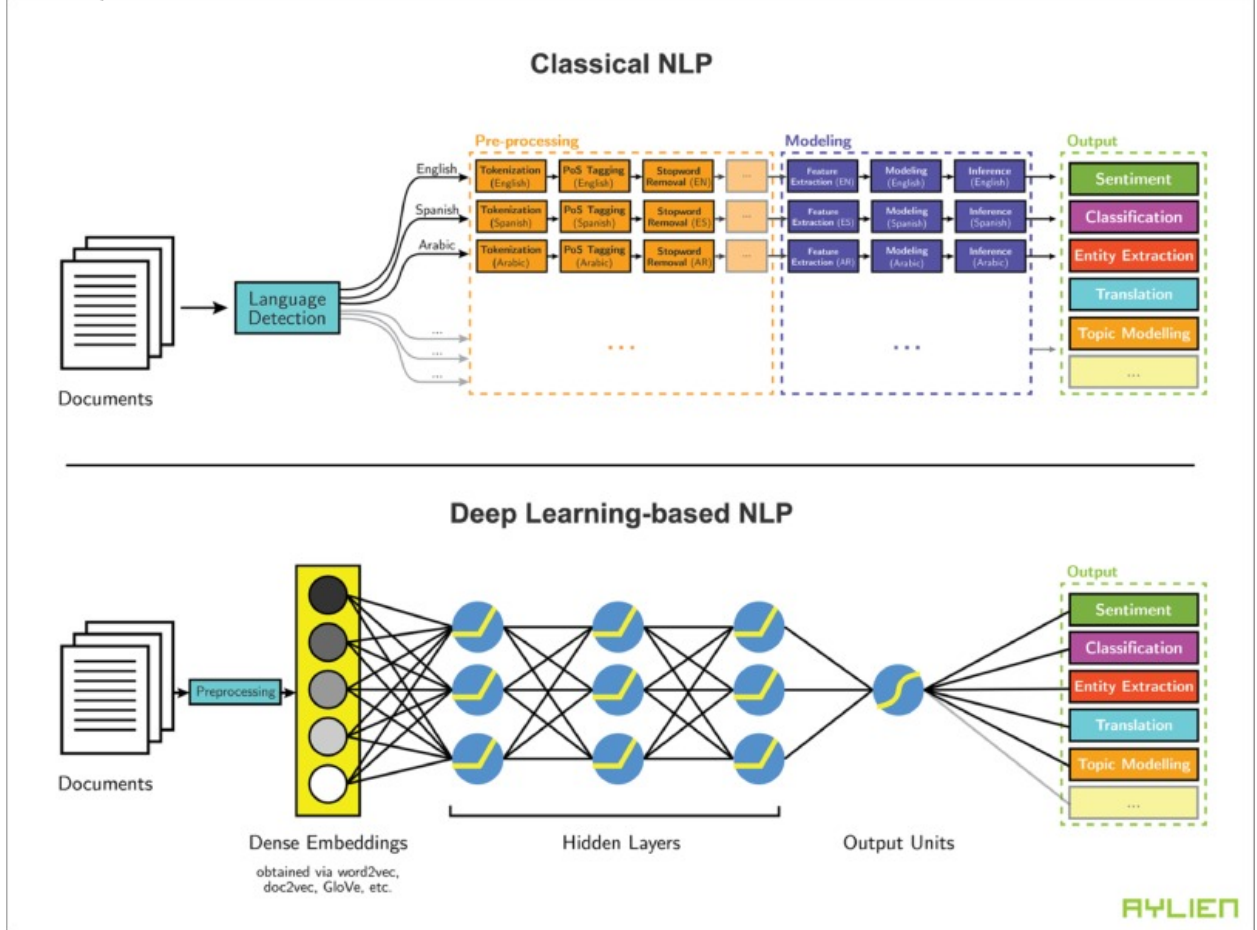 Classical NLP
Pre-processing
Modeling
Output
English
Tokenization
(English)
PoS Tagging
(English)
Stopword
Removal (EN)
...
Feature
Extraction (EN)
Modeling
(English)
Inference
(English)
Sentiment
Spanish
Tokenization
(Spanish)
PoS Tagging
(Spanish)
Stopword
Removal (ES)
...
Feature
Extraction (ES)
Modeling
(Spanish)
Inference
(Spanish)
Classification
Arabic
Tokenization
(Arabic)
PoS Tagging
(Arabic)
Stopword
Removal (AR)
...
Feature
Extraction (AR)
Modeling
(Arabic)
Inference
(Arabic)
Entity Extraction
Language
Detection
Translation
...
...
...
...
...
Topic Modelling
...
Documents
Deep Learning-based NLP
Output
Sentiment
Classification
Preprocessing
Entity Extraction
Translation
Topic Modelling
...
Documents
Dense Embeddings
obtained via word2vec,
doc2vec, GloVe, etc.
Hidden Layers
Output Units
AYLIEN